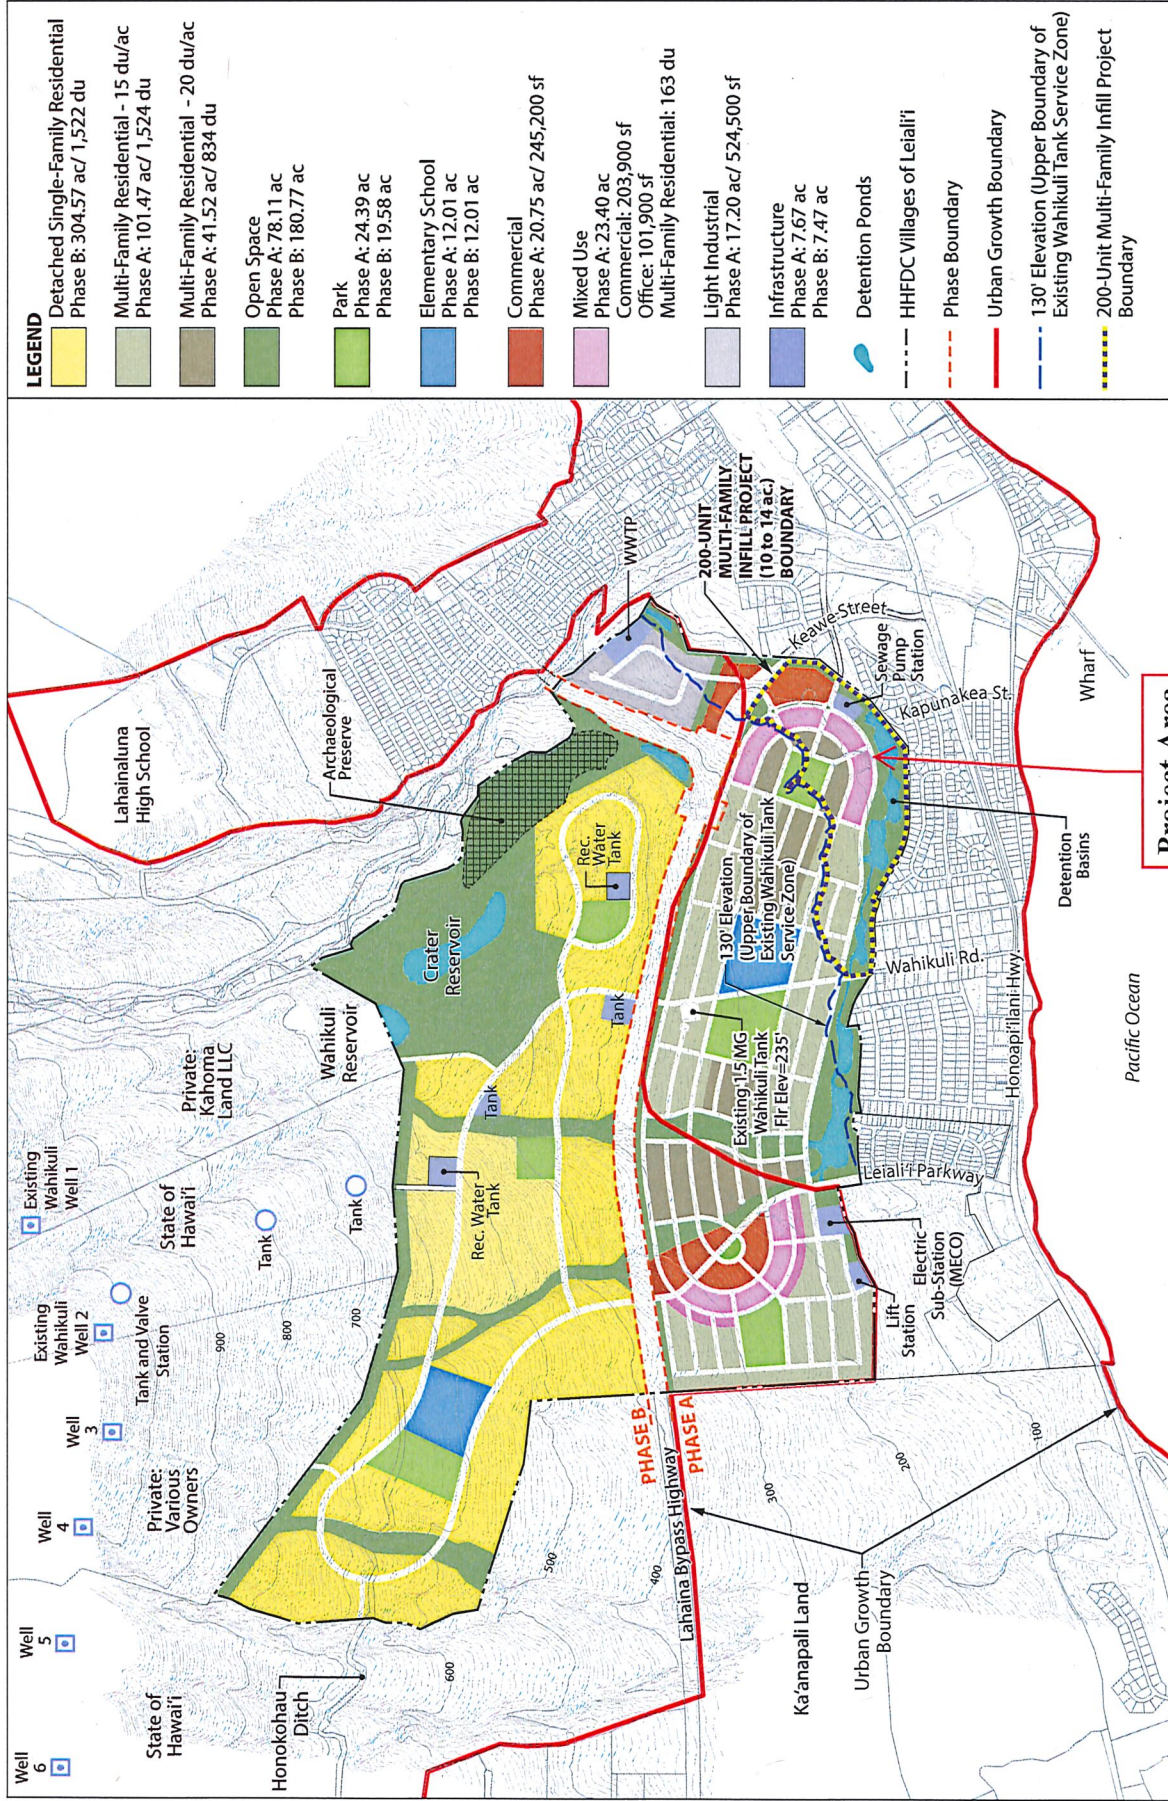 LEGEND
Detached Single-Family Residential
Phase B: 304.57 ac/ 1,522 du
Multi-Family Residential - 15 du/ac
Phase A: 101.47 ac/ 1,524 du
Multi-Family Residential - 20 du/ac
Phase A: 41.52 ac/ 834 du
Open Space
Phase A: 78.11 ac
Phase B: 180.77 ac
Park
Phase A: 24.39 ac
Phase B: 19.58 ac
Elementary School
Phase A: 12.01 ac
Phase B: 12.01 ac
Commercial
Phase A: 20.75 ac/ 245,200 sf
Mixed Use
Phase A: 23.40 ac
Commercial: 203,900 sf
Office: 101,900 sf
Multi-Family Residential: 163 du
Light Industrial
Phase A: 17.20 ac/ 524,500 sf
Infrastructure
Phase A: 7.67 ac
Phase B: 7.47 ac
Detention Ponds
HHFDC Villages of Leiali'i
Phase Boundary
Urban Growth Boundary
130' Elevation (Upper Boundary of
Existing Wahikuli Tank Service Zone)
200-Unit Multi-Family Infill Project
Boundary
Well
6
Well
5
Well
4
Well
3
Existing
Wahikuli
Well 2
Existing
Wahikuli
Well 1
State of
Hawai'i
Private:
Various
Owners
Tank and Valve
Station
State of
Hawai'i
Tank
Tank
Private:
Kahoma
Land LLC
Wahikuli
Reservoir
Lahainaluna
High School
Archaeological
Preserve
Honokohau
Ditch
900
800
700
600
500
400
300
200
100
Crater
Reservoir
Rec. Water
Tank
Tank
Tank
Rec.
Water
Tank
WWTP
200-UNIT
MULTI-FAMILY
INFILL PROJECT
(10 to 14 ac.)
BOUNDARY
Keawe Street
Sewage
Pump
Station
Kapunakea St.
Wharf
PHASE B
PHASE A
Lahaina Bypass Highway
Ka'anapali Land
Urban Growth
Boundary
Existing 1.5 MG
Wahikuli Tank
Flr Elev=235'
130' Elevation
(Upper Boundary of
Existing Wahikuli Tank
Service Zone)
Lift
Station
Electric
Sub-Station
(MECO)
Leiali'i Parkway
Wahikuli Rd.
Detention
Basins
Honoapi'ilani Hwy.
Pacific Ocean
Project Area